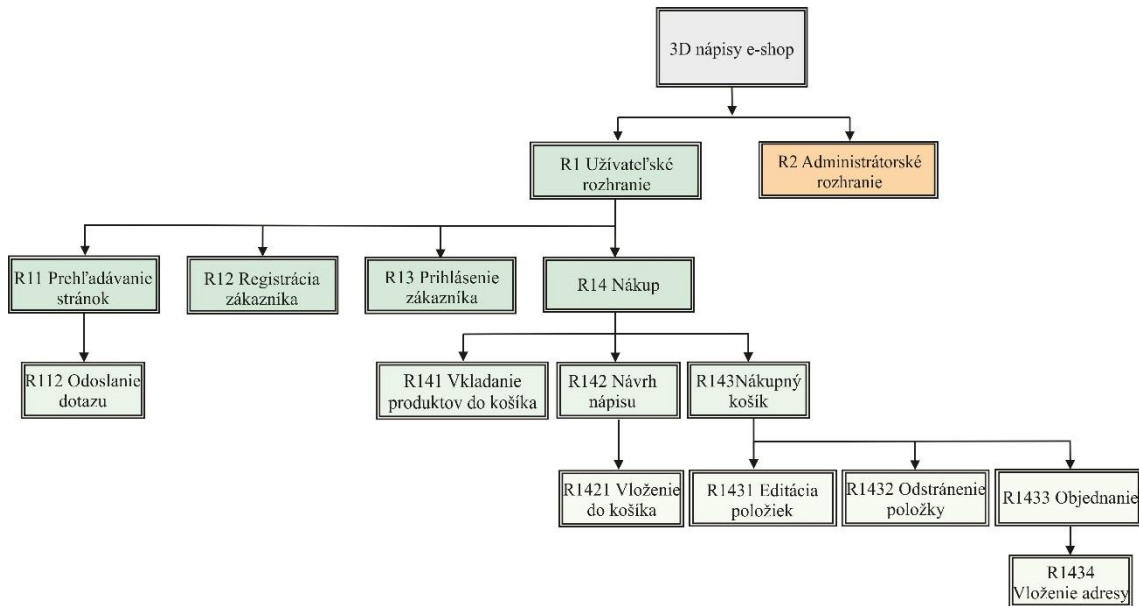 3D nápisy e-shop
R1 Užívateľské
rozhranie
R2 Administrátorské
rozhranie
R11 Prehľadávanie
stránok
R12 Registrácia
zákazníka
R13 Prihlásenie
zákazníka
R14 Nákup
R112 Odoslanie
dotazu
R141 Vkladanie
produktov do košíka
R142 Návrh
nápisu
R143Nákupný
košík
R1421 Vloženie
do košíka
R1431 Editácia
položiek
R1432 Odstránenie
položky
R1433 Objednanie
R1434
Vloženie adresy